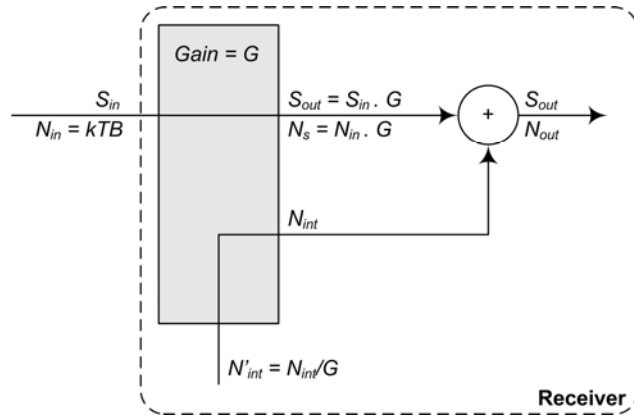 Gain = G
S_in
N_in = kTB
S_out = S_in . G
N_s = N_in . G
+
S_out
N_out
N_int
N'_int = N_int/G
Receiver